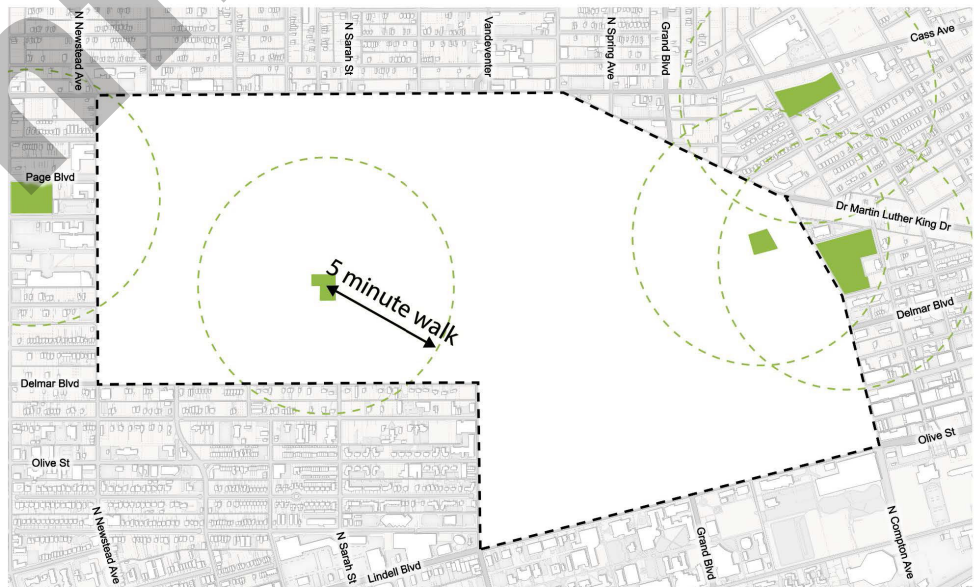 N Newstead Ave
N Sarah St
Vandeventer
N Spring Ave
Grand Blvd
Cass Ave
Page Blvd
Dr Martin Luther King Dr
5 minute walk
Delmar Blvd
Delmar Blvd
Olive St
Olive St
N Newstead Ave
N Sarah St
Lindell Blvd
Grand Blvd
N Compton Ave